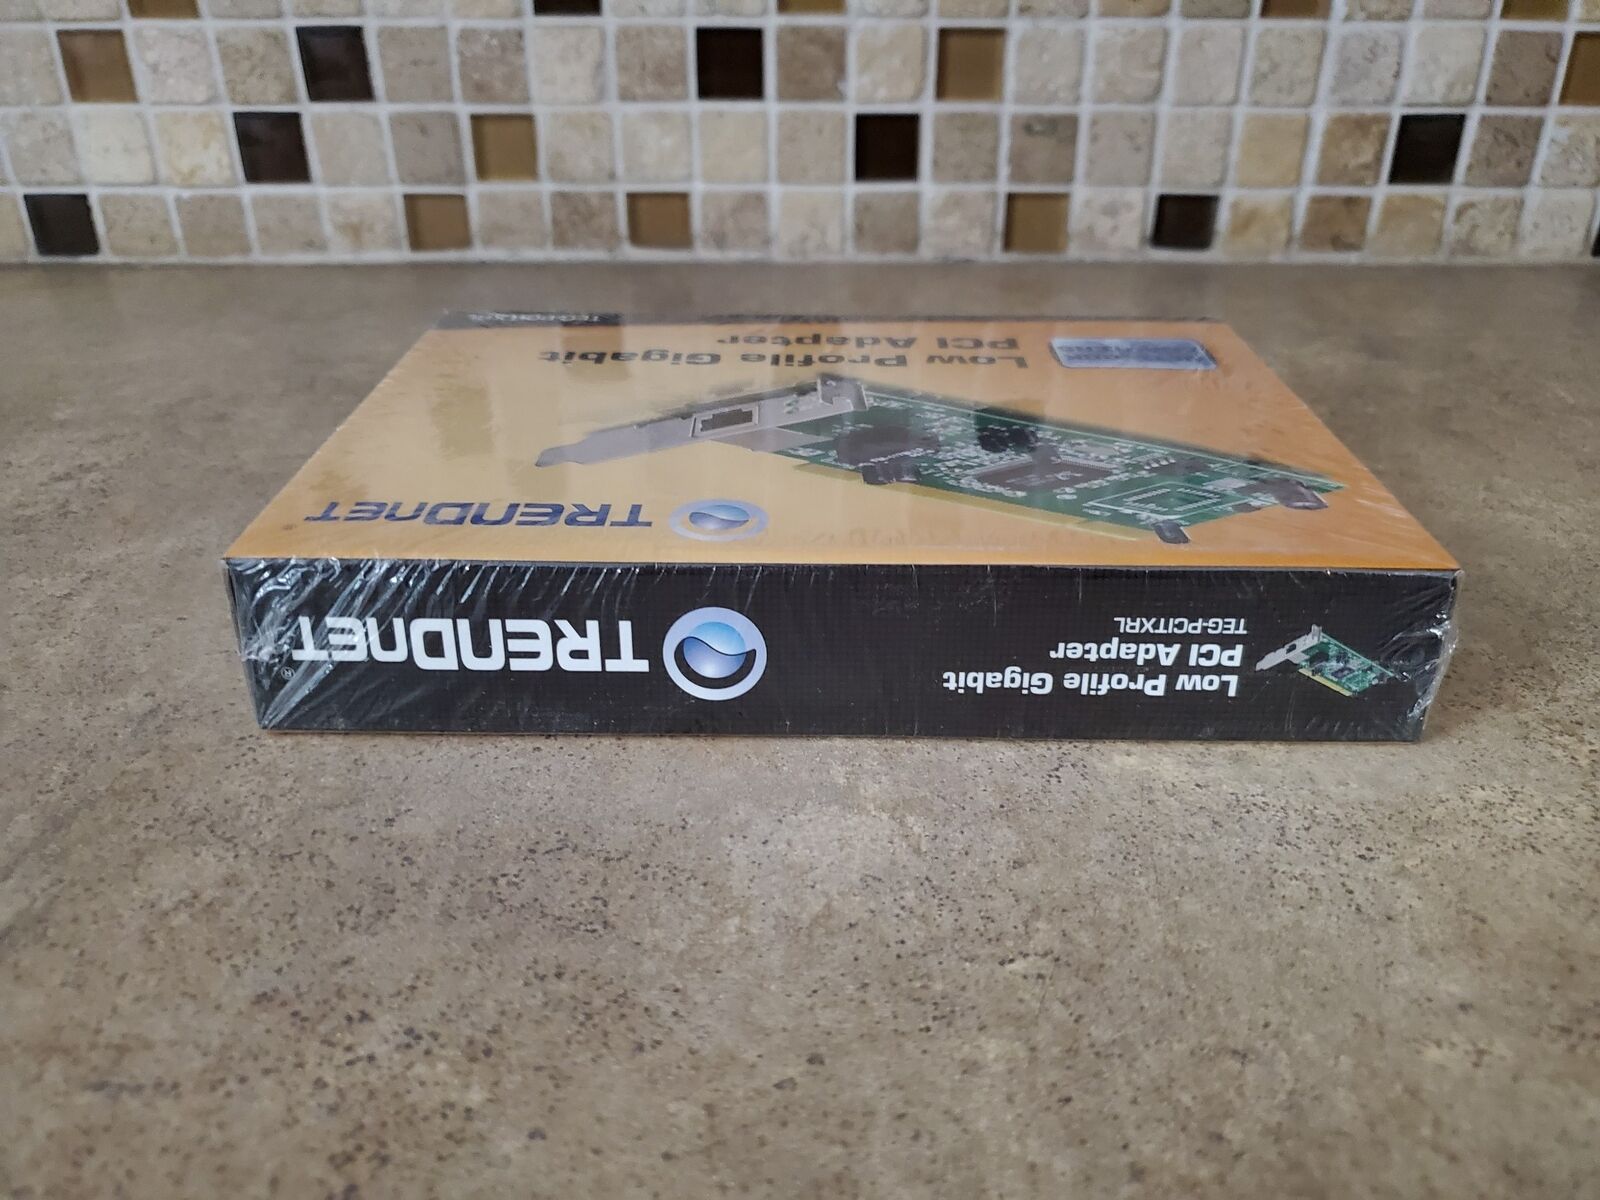 Low Profile Gigabit
PCI Adapter
TRENDnet®
Low Profile Gigabit
PCI Adapter
TEG-PCITXRL
TRENDnet®